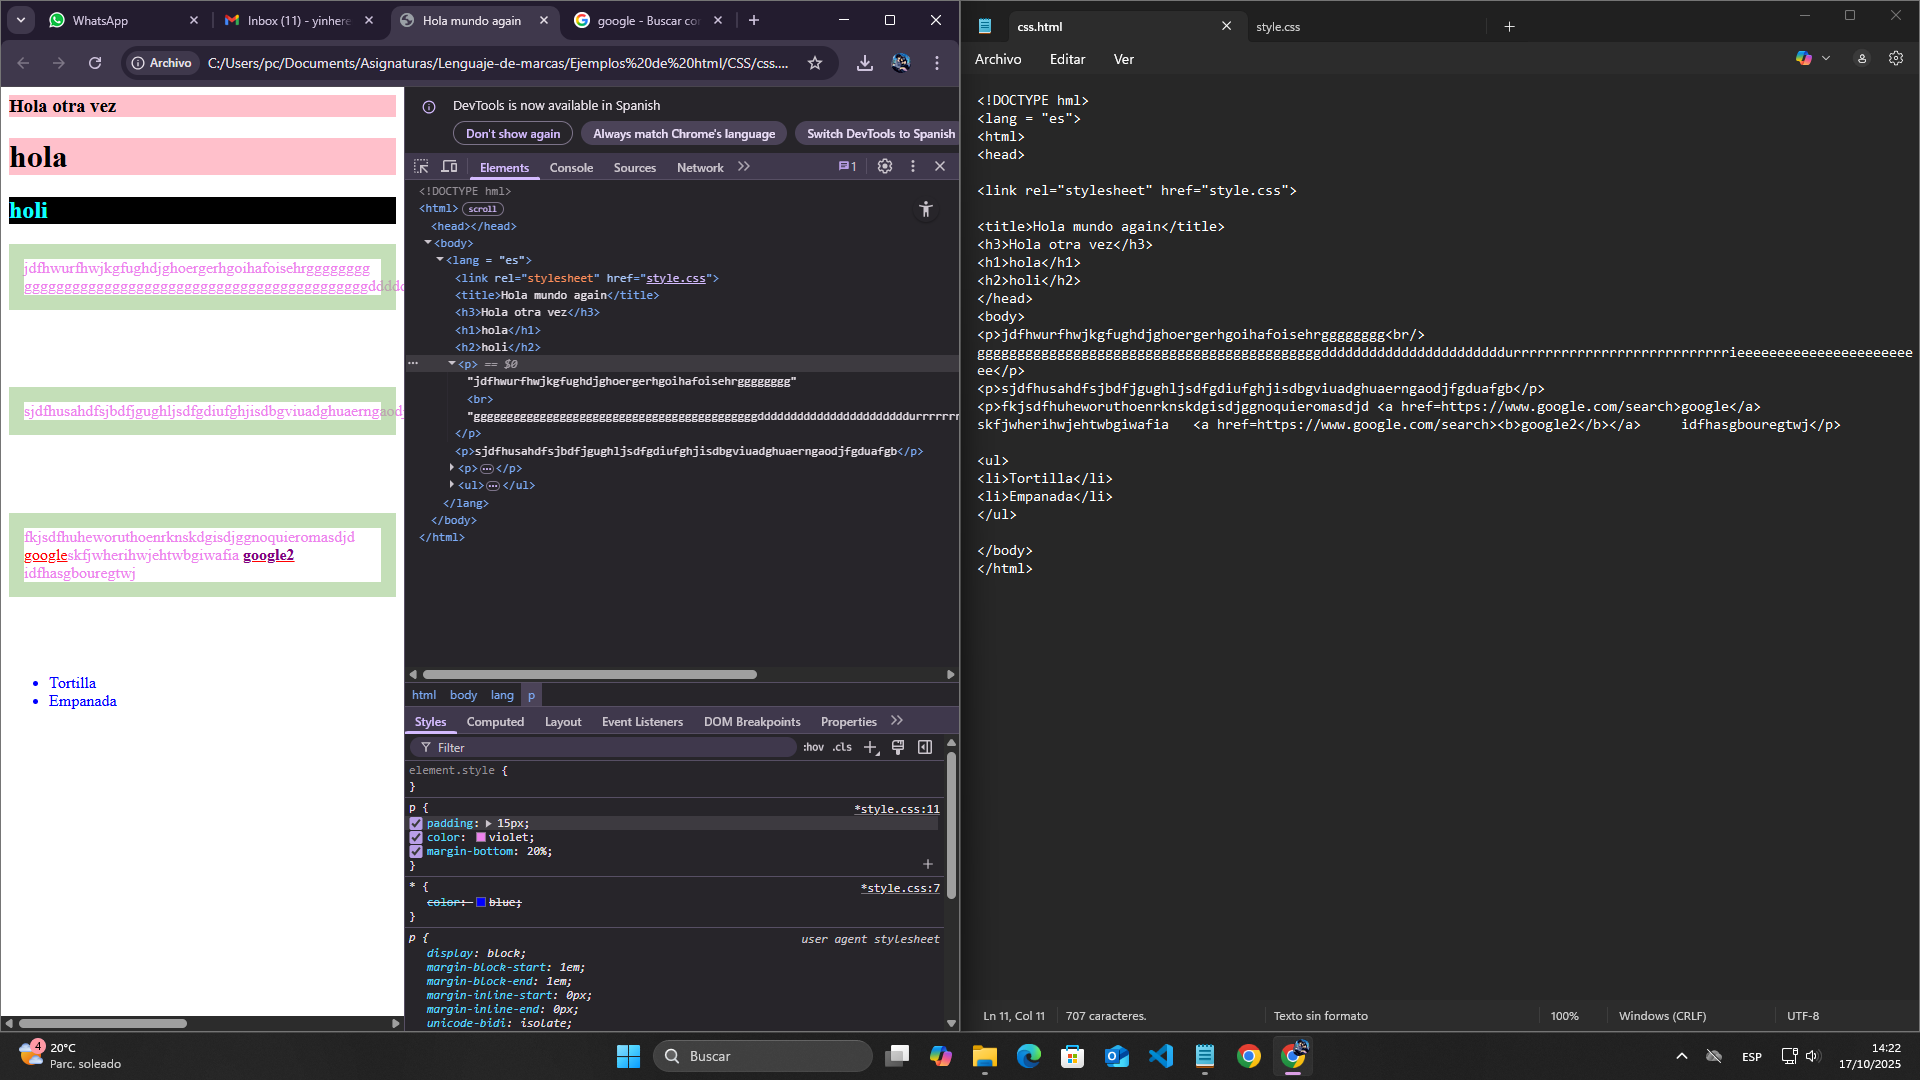 WhatsApp
Inbox (11) - yinhere
Hola mundo again
google - Buscar co
Archivo
C:/Users/pc/Documents/Asignaturas/Lenguaje-de-marcas/Ejemplos%20de%20html/CSS/css....
Hola otra vez
hola
holi
jdfhwurfhwjkgfughdjghoergerhgoihafoisehrgggggggg
sjdfhusahdfsjbdfjgughljsdfgdiufghjisdbgviuadghuaerngaodj
fkjsdfhuheworuthoenrknskdgisdjggnoquieromasdjd
googleskfjwherihwjehtwbgiwafia google2
idfhasgbouregtwj
Tortilla
Empanada
DevTools is now available in Spanish
Don't show again
Always match Chrome's language
Switch DevTools to Spanish
Elements
Console
Sources
Network
1
<!DOCTYPE hml>
<html> scroll
<head></head>
<body>
<lang = "es">
<link rel="stylesheet" href="style.css">
<title>Hola mundo again</title>
<h3>Hola otra vez</h3>
<h1>hola</h1>
<h2>holi</h2>
<p> == $0
"jdfhwurfhwjkgfughdjghoergerhgoihafoisehrgggggggg"
<br>
</p>
<p>sjdfhusahdfsjbdfjgughljsdfgdiufghjisdbgviuadghuaerngaodjfgduafgb</p>
<p> … </p>
<ul> … </ul>
</lang>
</body>
</html>
html body lang p
Styles
Computed
Layout
Event Listeners
DOM Breakpoints
Properties
Filter
:hov .cls
element.style {
}
p {
*style.css:11
padding: 15px;
color: violet;
margin-bottom: 20%;
}
* {
*style.css:7
color: blue;
}
p {
user agent stylesheet
display: block;
margin-block-start: 1em;
margin-block-end: 1em;
margin-inline-start: 0px;
margin-inline-end: 0px;
unicode-bidi: isolate;
css.html
style.css
Archivo
Editar
Ver
<!DOCTYPE hml>
<lang = "es">
<html>
<head>
<link rel="stylesheet" href="style.css">
<title>Hola mundo again</title>
<h3>Hola otra vez</h3>
<h1>hola</h1>
<h2>holi</h2>
</head>
<body>
<p>jdfhwurfhwjkgfughdjghoergerhgoihafoisehrgggggggg<br/>
ee</p>
<p>sjdfhusahdfsjbdfjgughljsdfgdiufghjisdbgviuadghuaerngaodjfgduafgb</p>
<p>fkjsdfhuheworuthoenrknskdgisdjggnoquieromasdjd <a href=https://www.google.com/search>google</a>
skfjwherihwjehtwbgiwafia <a href=https://www.google.com/search><b>google2</b></a> idfhasgbouregtwj</p>
<ul>
<li>Tortilla</li>
<li>Empanada</li>
</ul>
</body>
</html>
Ln 11, Col 11
707 caracteres.
Texto sin formato
100%
Windows (CRLF)
UTF-8
4
20°C
Parc. soleado
Buscar
ESP
14:22
17/10/2025